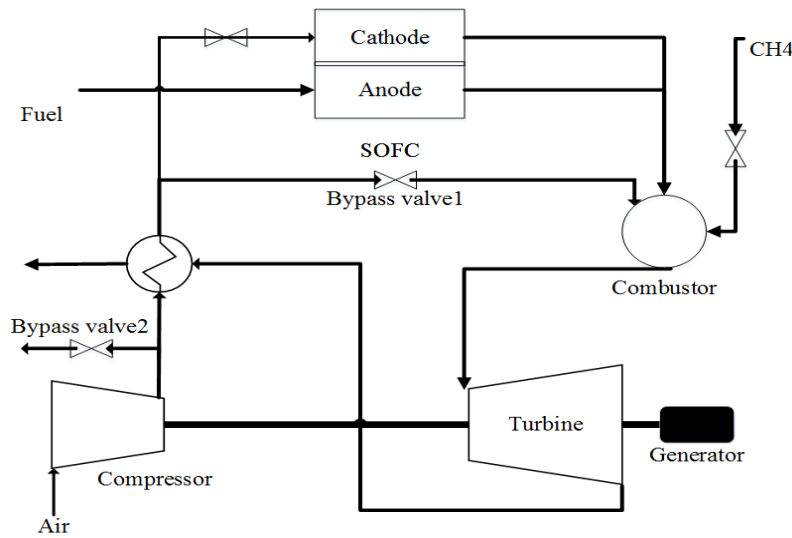 Cathode
CH4
Anode
Fuel
SOFC
Bypass valve1
Combustor
Bypass valve2
Turbine
Generator
Compressor
Air